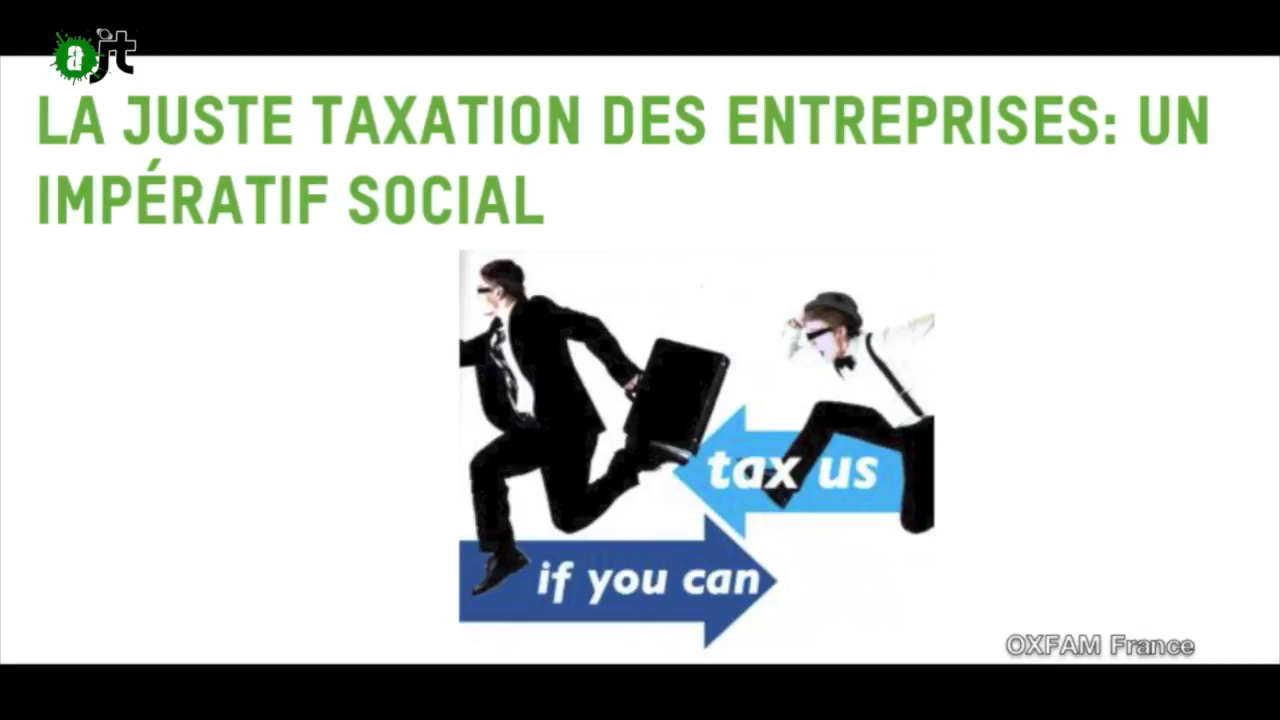 ajt
LA JUSTE TAXATION DES ENTREPRISES: UN
IMPÉRATIF SOCIAL
tax us
if you can
OXFAM France